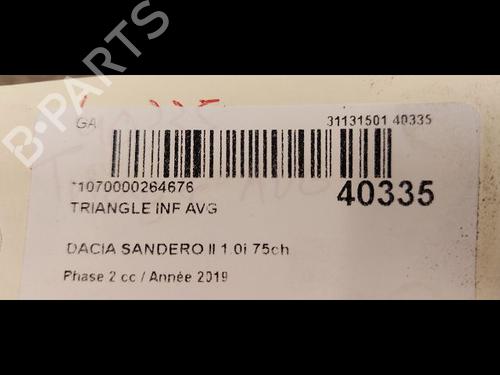 B-PARTS
GA 31131501 40335
*1070000264676 40335
TRIANGLE INF AVG
DACIA SANDERO II 1.0i 75ch
Phase 2 cc / Année 2019